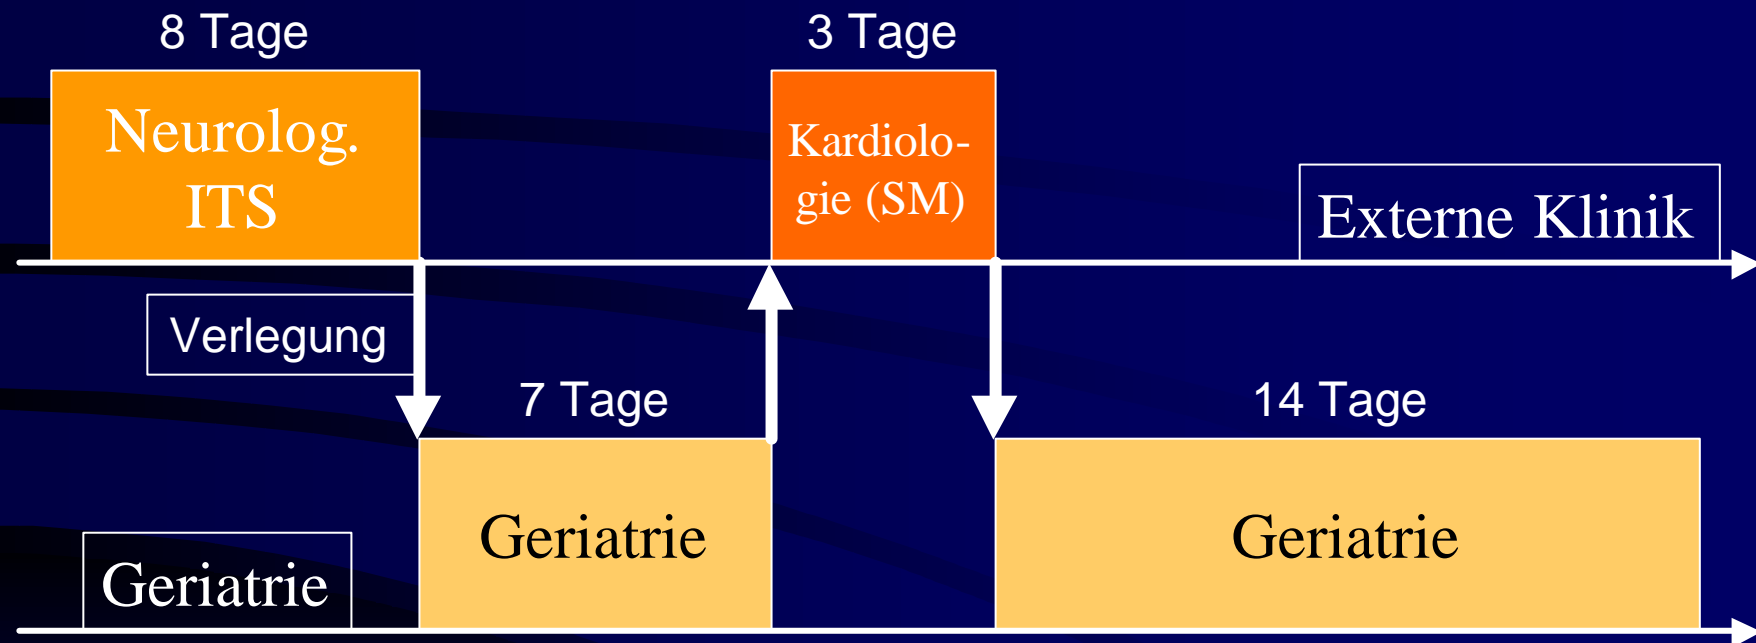 8 Tage
3 Tage
Neurolog.
ITS
Kardiolo-
gie (SM)
Externe Klinik
Verlegung
7 Tage
14 Tage
Geriatrie
Geriatrie
Geriatrie